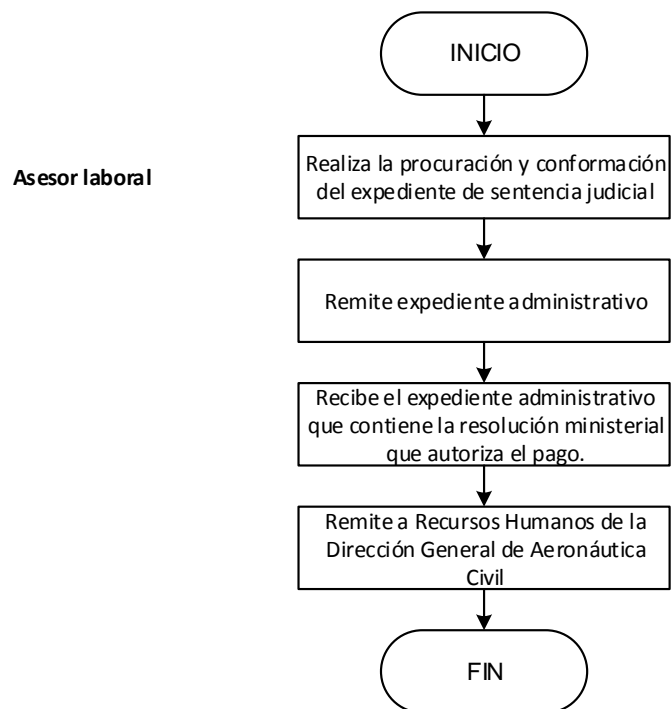 INICIO
Asesor laboral
Realiza la procuración y conformación
del expediente de sentencia judicial
Remite expediente administrativo
Recibe el expediente administrativo
que contiene la resolución ministerial
que autoriza el pago.
Remite a Recursos Humanos de la
Dirección General de Aeronáutica
Civil
FIN